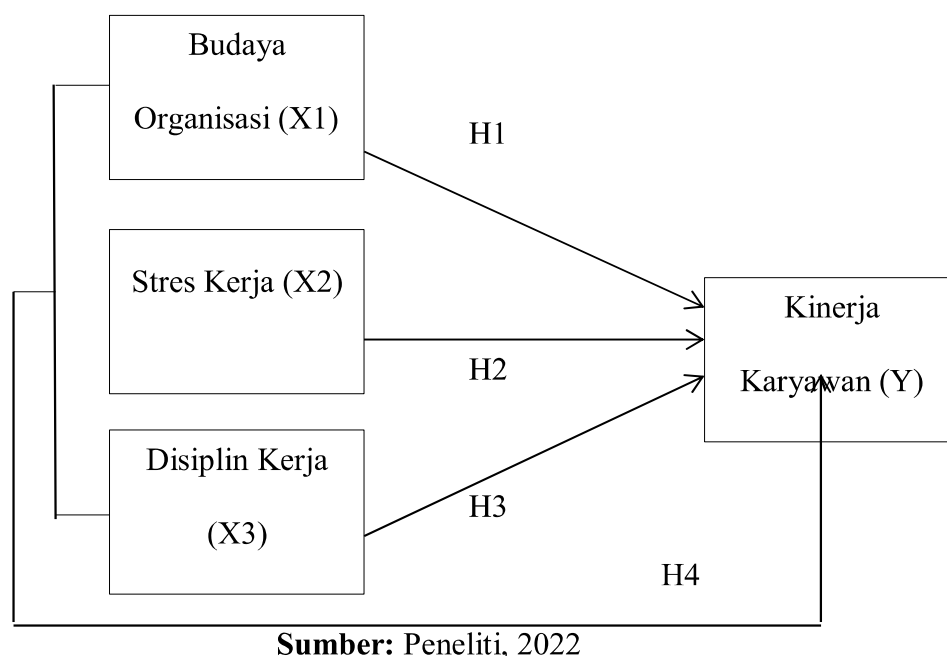 Budaya
Organisasi (X1)
H1
Stres Kerja (X2)
Kinerja
Karyawan (Y)
H2
Disiplin Kerja
(X3)
H3
H4
Sumber: Peneliti, 2022